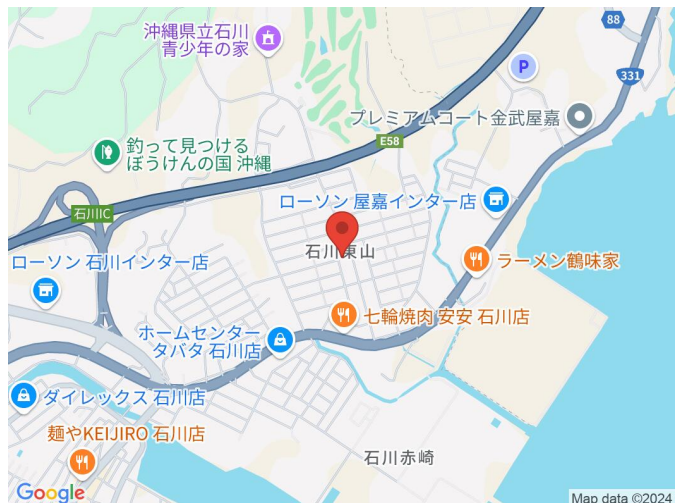 沖縄県立石川
青少年の家
88
331
P
プレミアムコート金武屋嘉
E58
釣って見つける
ぼうけんの国 沖縄
ローソン 屋嘉インター店
石川IC
石川東山
ローソン 石川インター店
ラーメン鶴味家
七輪焼肉 安安 石川店
ホームセンター
タバタ 石川店
ダイレックス 石川店
麺やKEIJIRO 石川店
石川赤崎
Google
Map data ©2024